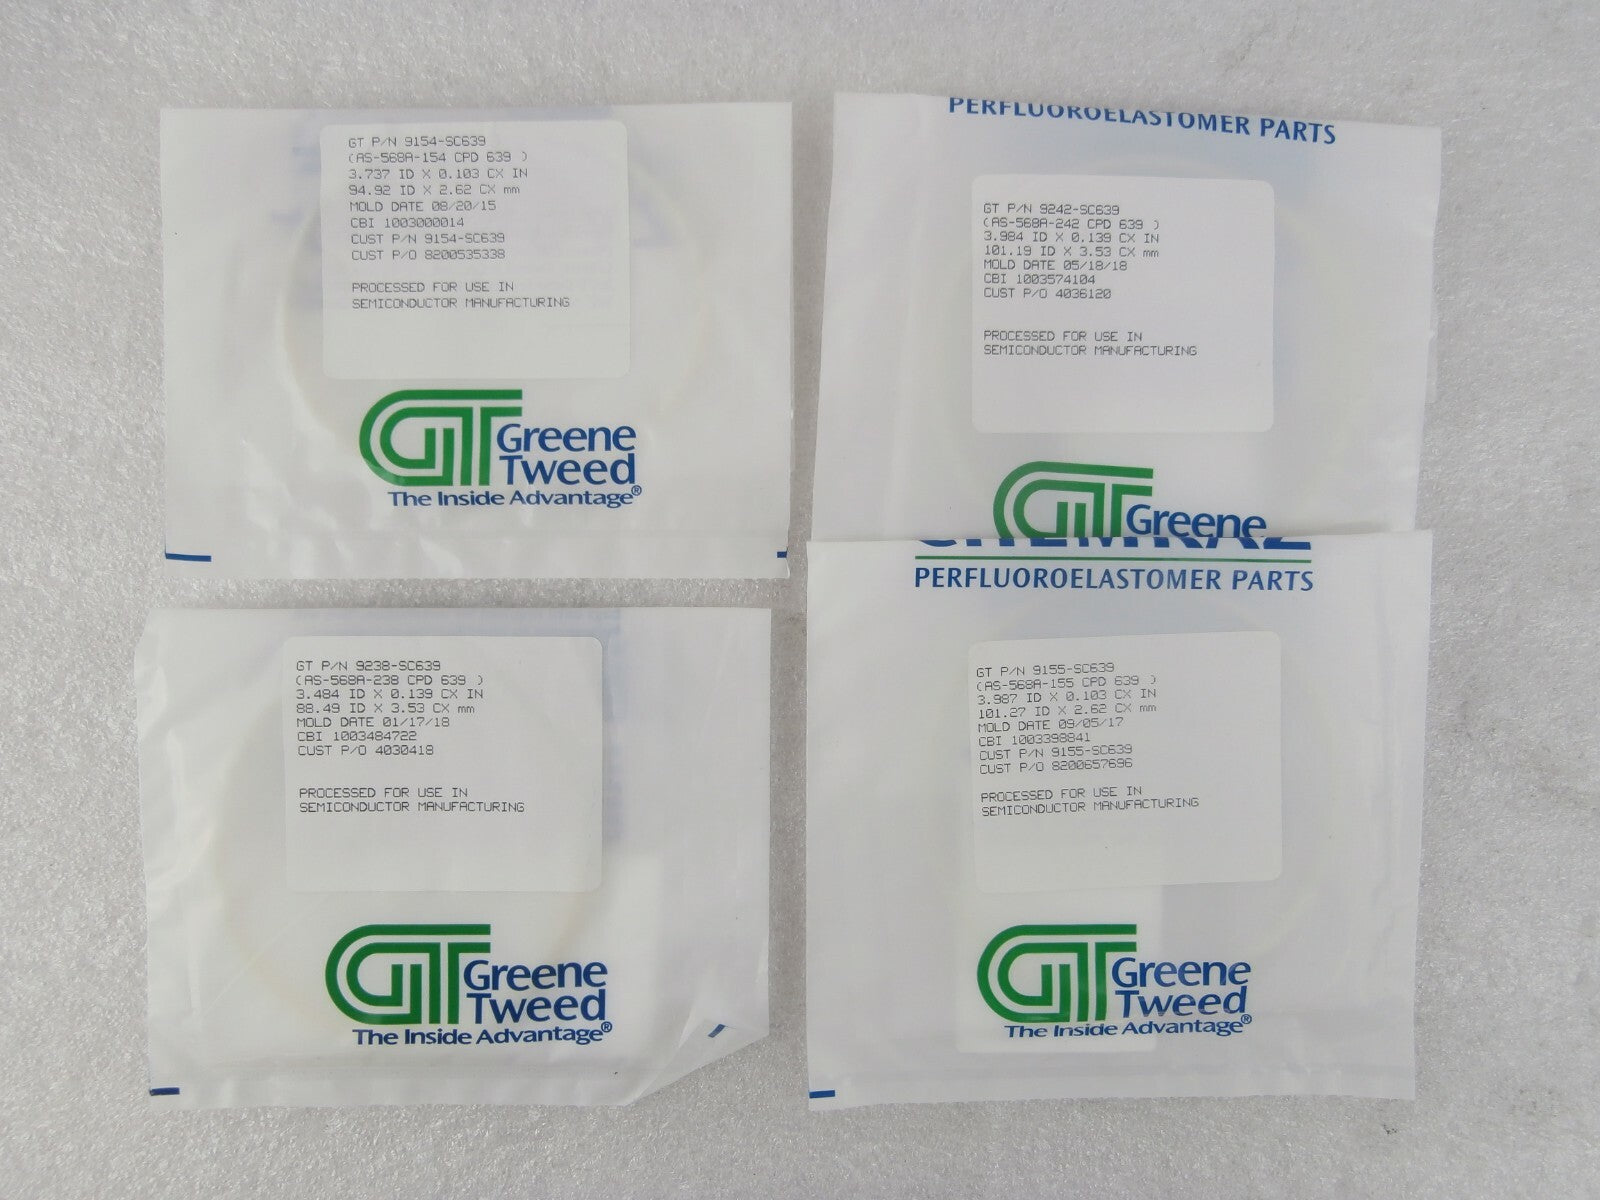 GT P/N 9154-SC639
(AS-568A-154 CPD 639 )
3.737 ID X 0.103 CX IN
94.92 ID X 2.62 CX mm
MOLD DATE 08/20/15
CBI 1003000014
CUST P/N 9154-SC639
CUST P/O 8200535338
PROCESSED FOR USE IN
SEMICONDUCTOR MANUFACTURING
GT Greene
Tweed
The Inside Advantage®
PERFLUOROELASTOMER PARTS
GT P/N 9242-SC639
(AS-568A-242 CPD 639 )
3.984 ID X 0.139 CX IN
101.19 ID X 3.53 CX mm
MOLD DATE 05/18/18
CBI 1003574104
CUST P/O 4036120
PROCESSED FOR USE IN
SEMICONDUCTOR MANUFACTURING
GT Greene
GT P/N 9238-SC639
(AS-568A-238 CPD 639 )
3.484 ID X 0.139 CX IN
88.49 ID X 3.53 CX mm
MOLD DATE 01/17/18
CBI 1003484722
CUST P/O 4030418
PROCESSED FOR USE IN
SEMICONDUCTOR MANUFACTURING
GT Greene
Tweed
The Inside Advantage®
CHEMRAZ
PERFLUOROELASTOMER PARTS
GT P/N 9155-SC639
(AS-568A-155 CPD 639 )
3.987 ID X 0.103 CX IN
101.27 ID X 2.62 CX mm
MOLD DATE 09/05/17
CBI 1003398841
CUST P/N 9155-SC639
CUST P/O 8200657696
PROCESSED FOR USE IN
SEMICONDUCTOR MANUFACTURING
GT Greene
Tweed
The Inside Advantage®